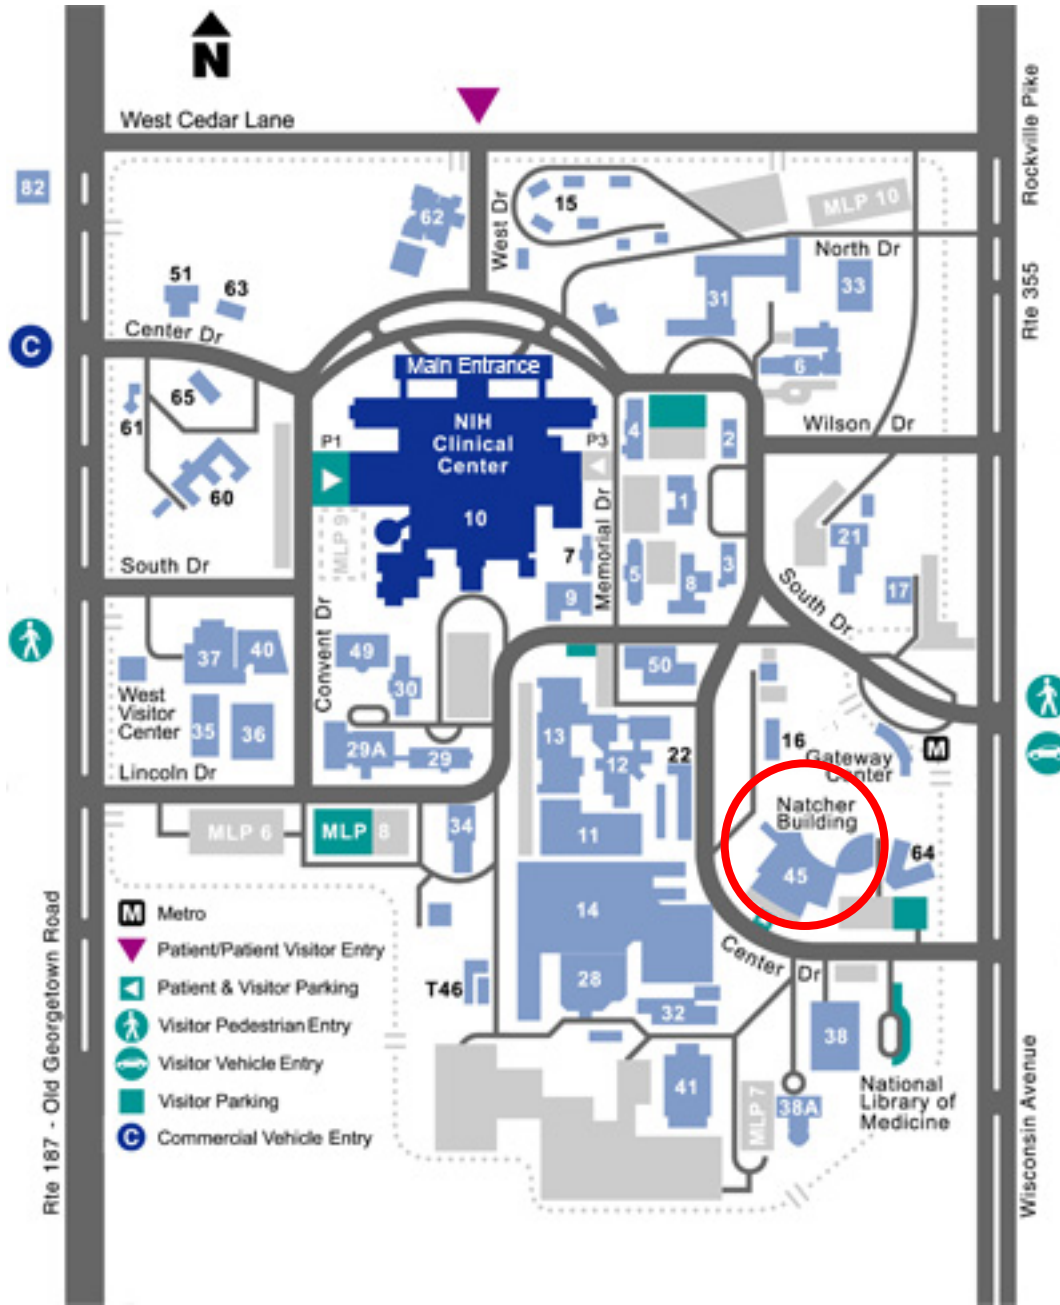 N
West Cedar Lane
Rockville Pike
82
62
West Dr
15
MLP 10
North Dr
51
63
31
33
Rte 355
Center Dr
C
Main Entrance
6
65
61
NIH
Clinical
Center
10
P1
P3
4
2
Wilson Dr
60
MLP 9
1
7
Memorial Dr
21
South Dr
5
8
3
South Dr
17
9
37
40
Convent Dr
49
50
30
West
Visitor
Center
35
36
29A
29
13
12
22
16
Gateway
Center
M
Lincoln Dr
Natcher
Building
MLP 6
MLP 8
34
11
45
64
14
Center Dr
M Metro
Patient/Patient Visitor Entry
Patient & Visitor Parking
Visitor Pedestrian Entry
Visitor Vehicle Entry
Visitor Parking
C Commercial Vehicle Entry
T46
28
32
38
41
MLP 7
38A
National
Library of
Medicine
Rte 187 - Old Georgetown Road
Wisconsin Avenue